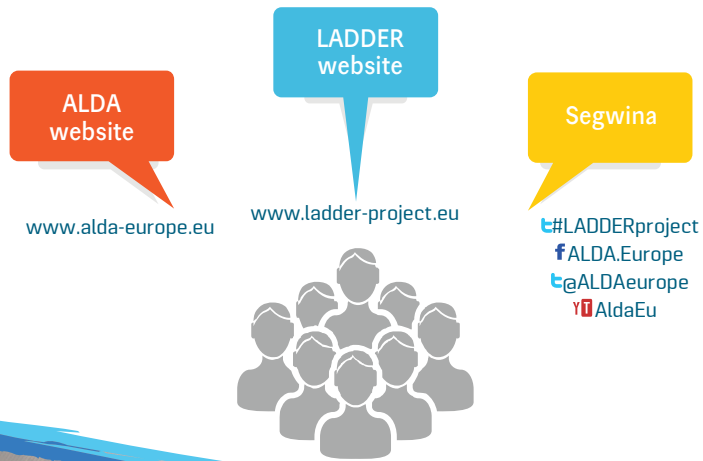 ALDA
website
www.alda-europe.eu
LADDER
website
www.ladder-project.eu
Segwina
#LADDERproject
ALDA.Europe
@ALDAeurope
AldaEu